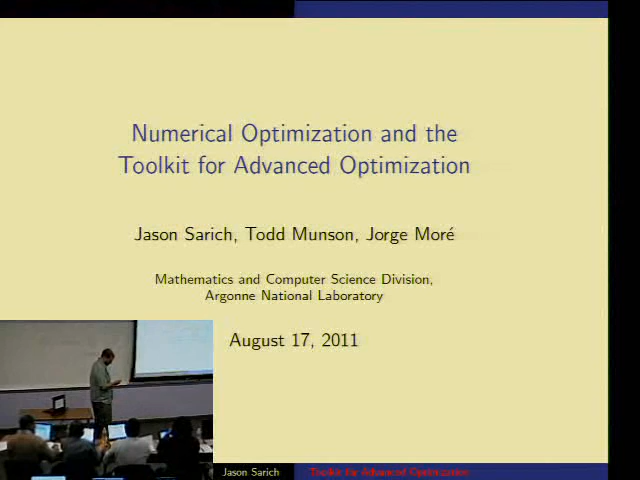 Numerical Optimization and the
Toolkit for Advanced Optimization
Jason Sarich, Todd Munson, Jorge Moré
Mathematics and Computer Science Division,
Argonne National Laboratory
August 17, 2011
Jason Sarich
Toolkit for Advanced Optimization